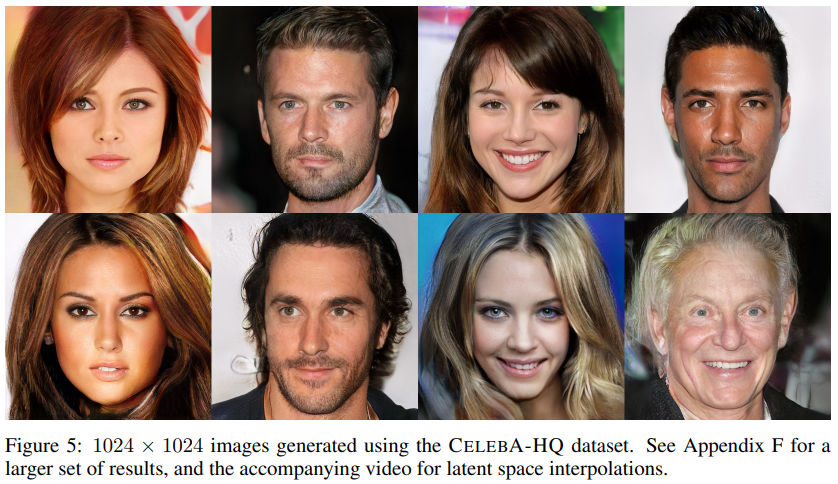 Figure 5: 1024 × 1024 images generated using the CELEBA-HQ dataset. See Appendix F for a
larger set of results, and the accompanying video for latent space interpolations.